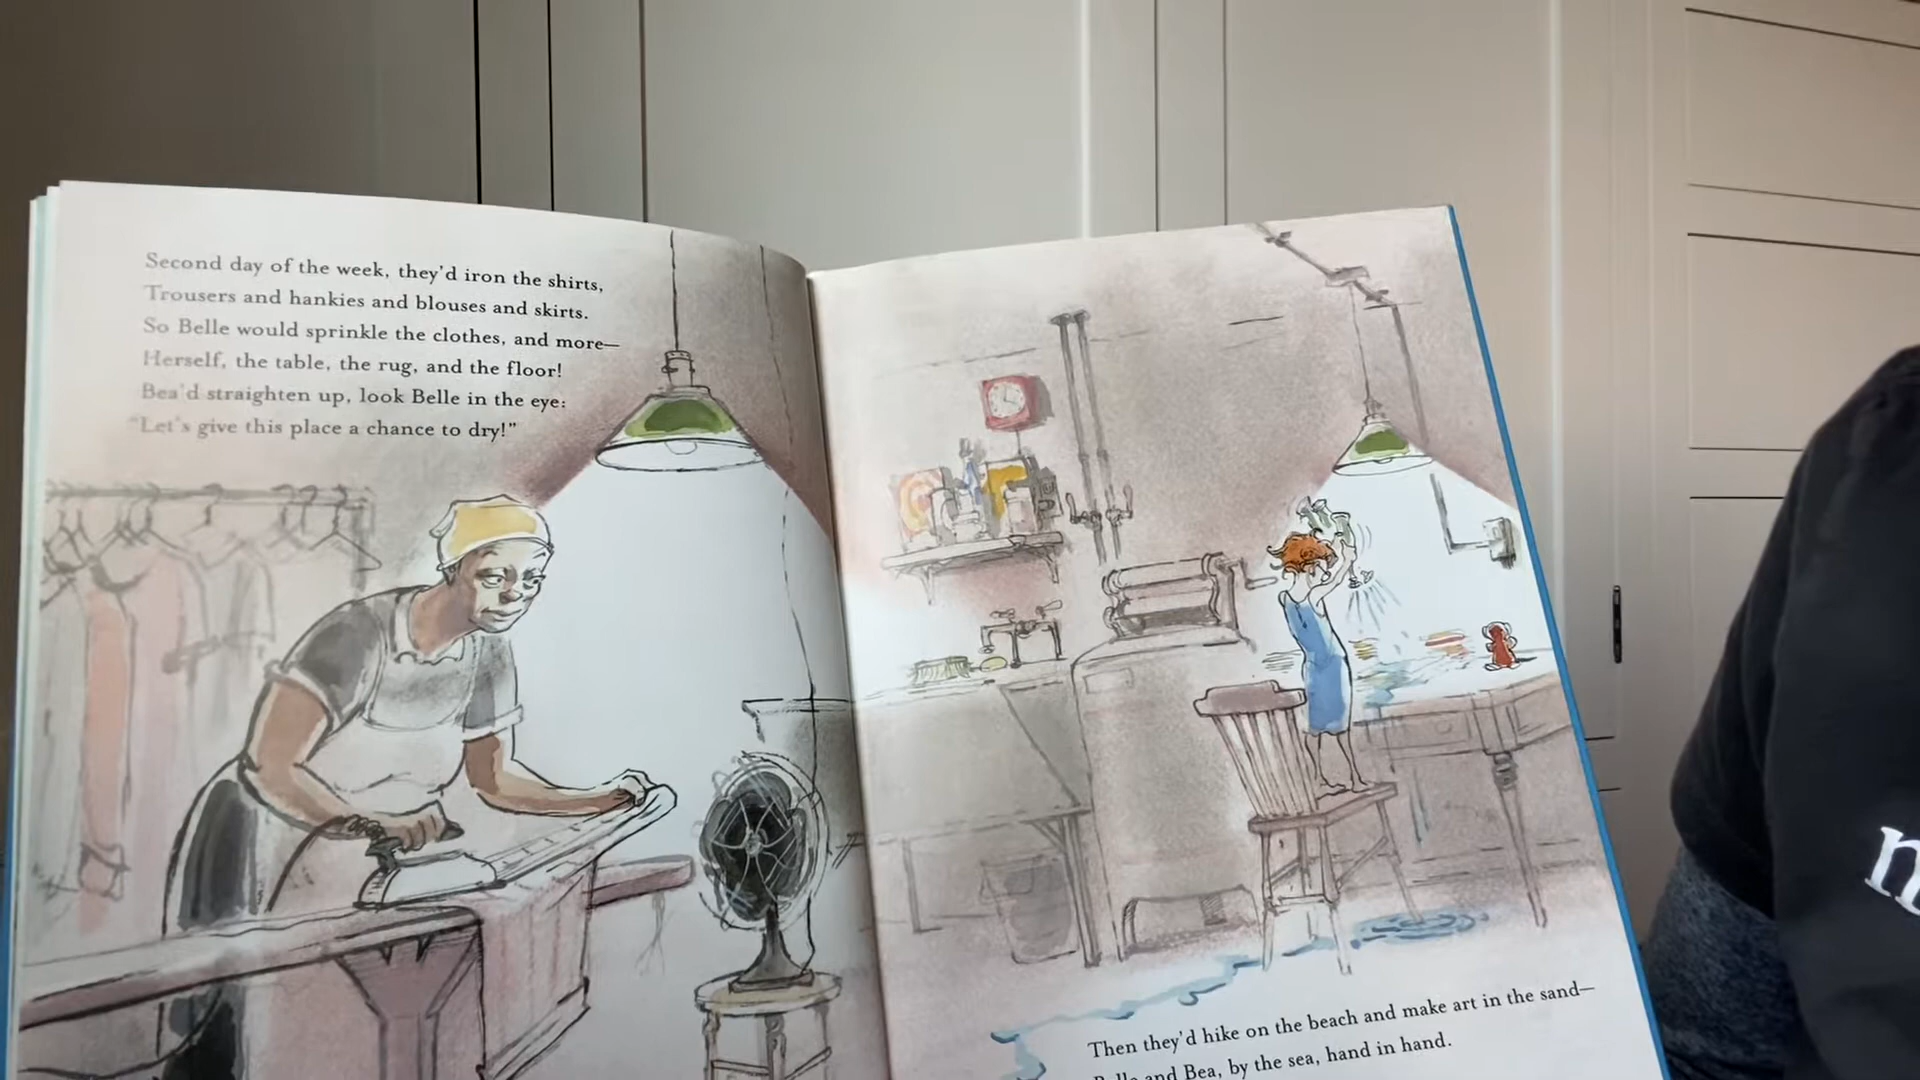 Second day of the week, they'd iron the shirts,
Trousers and hankies and blouses and skirts.
So Belle would sprinkle the clothes, and more—
Herself, the table, the rug, and the floor!
Bea'd straighten up, look Belle in the eye:
"Let's give this place a chance to dry!"
Then they'd hike on the beach and make art in the sand—
Belle and Bea, by the sea, hand in hand.
n